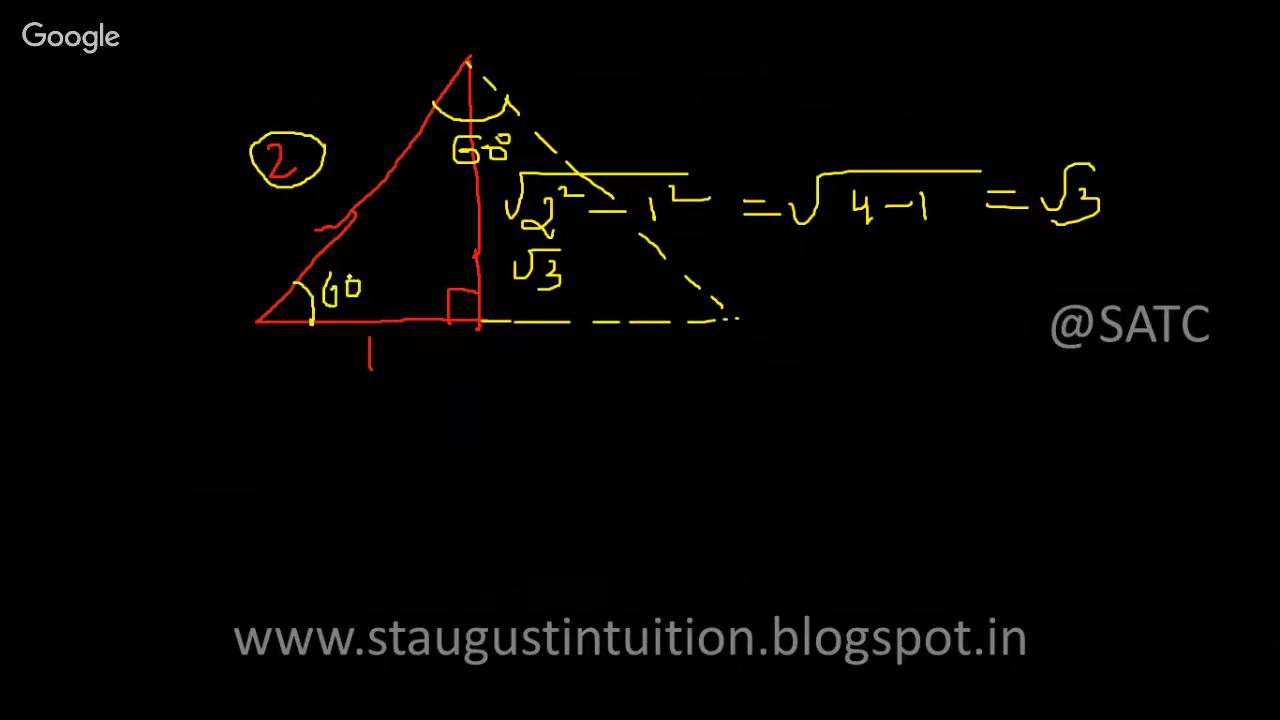 Google
2
60°
√2² - 1² = √4 - 1 = √3
√3
60
1
@SATC
www.staugustintuition.blogspot.in